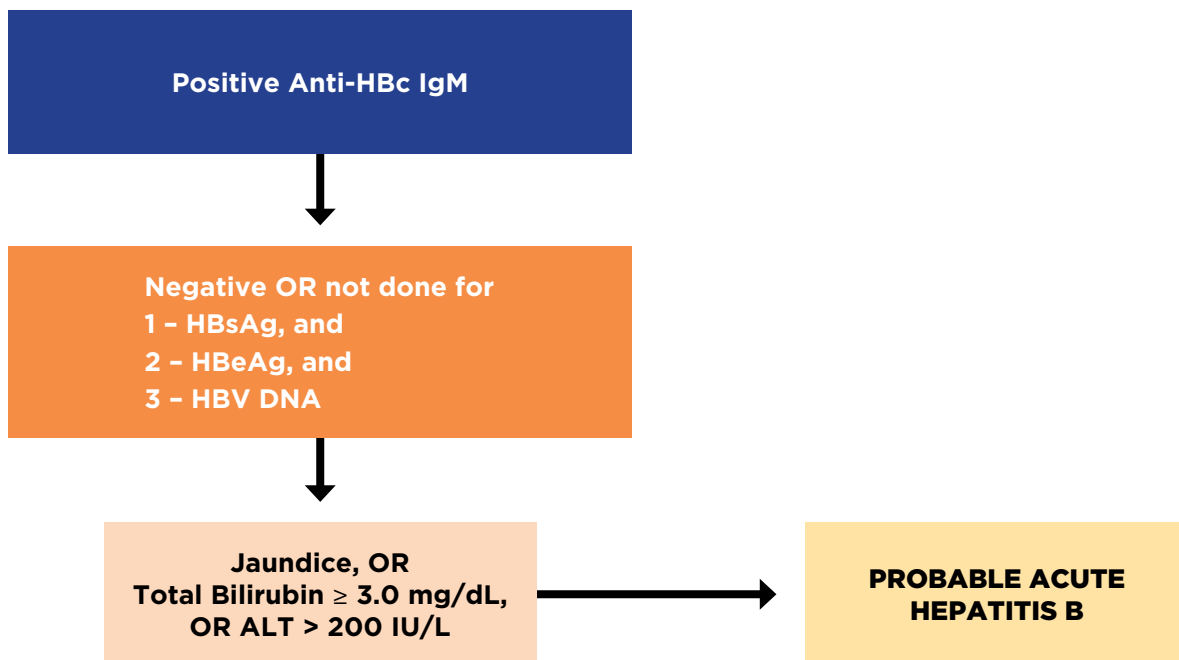 Positive Anti-HBc IgM
Negative OR not done for
1 – HBsAg, and
2 – HBeAg, and
3 – HBV DNA
Jaundice, OR
Total Bilirubin ≥ 3.0 mg/dL,
OR ALT > 200 IU/L
PROBABLE ACUTE
HEPATITIS B